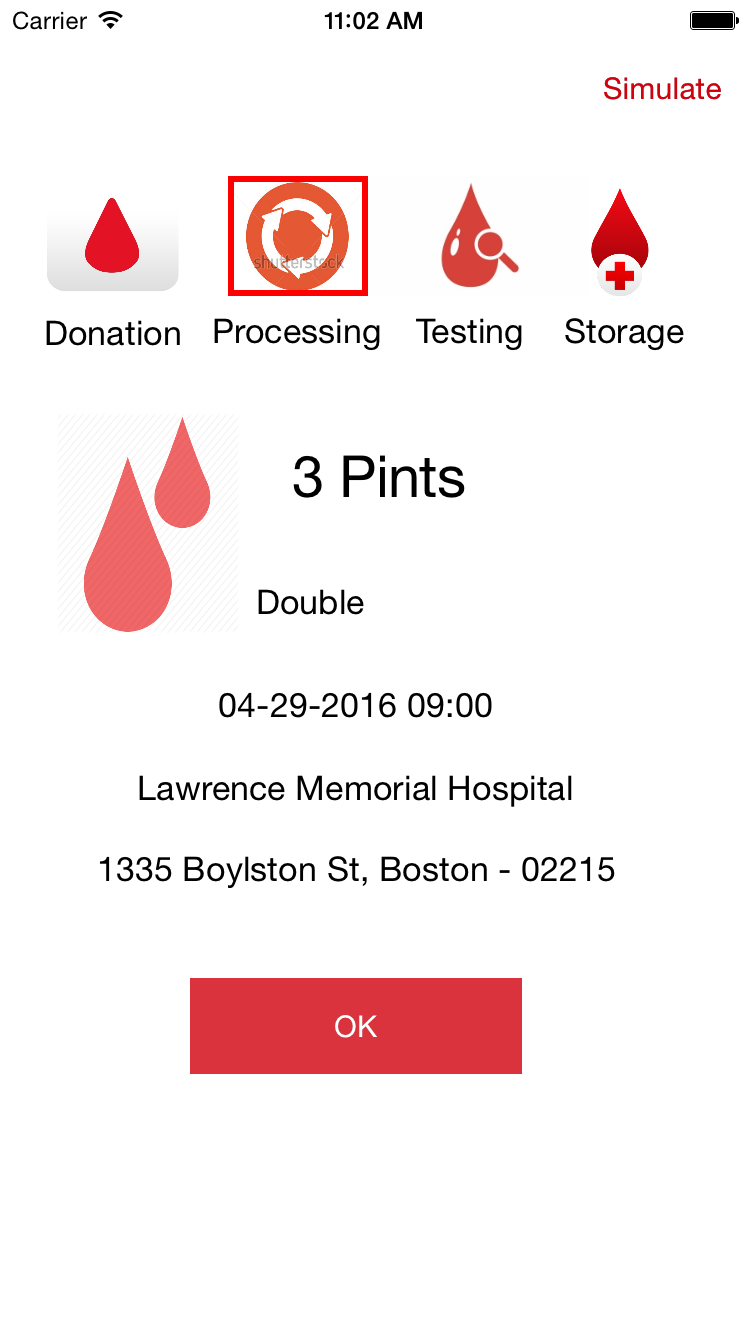 Carrier 11:02 AM
Simulate
shutterstock
Donation Processing Testing Storage
3 Pints
Double
04-29-2016 09:00
Lawrence Memorial Hospital
1335 Boylston St, Boston - 02215
OK